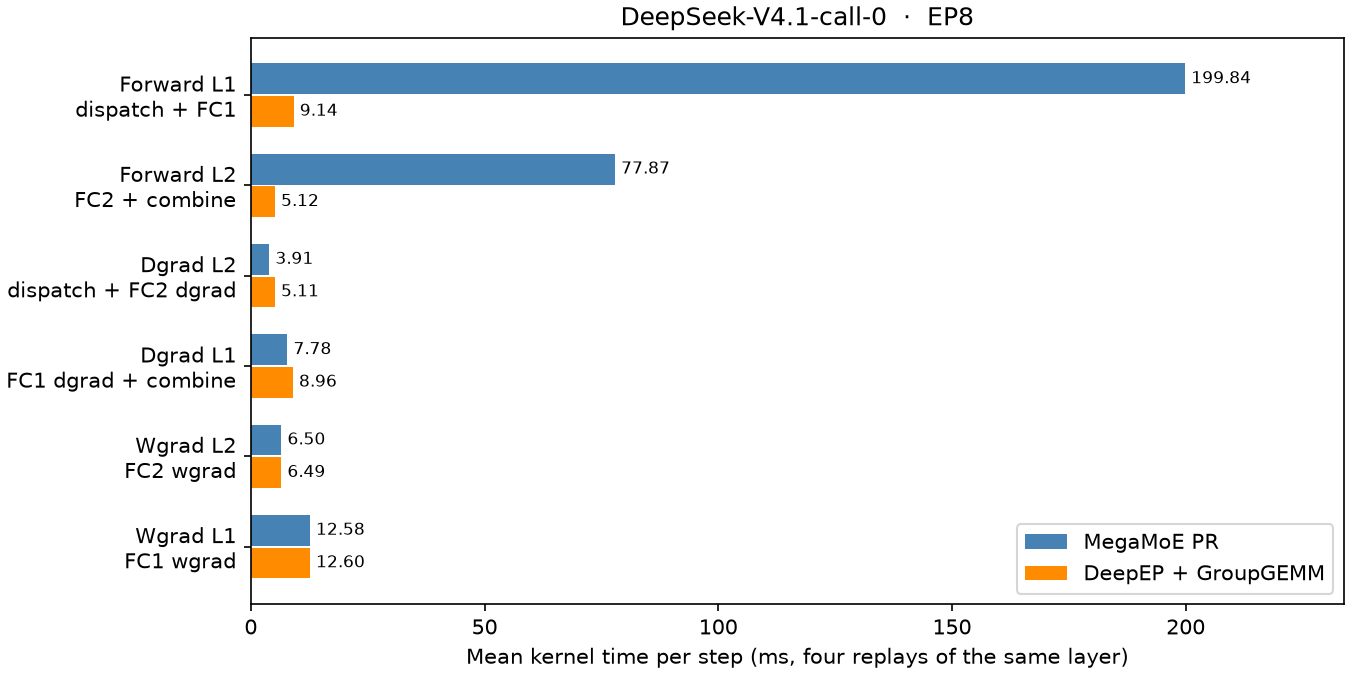 DeepSeek-V4.1-call-0 · EP8
Forward L1
dispatch + FC1
199.84
9.14
Forward L2
FC2 + combine
77.87
5.12
Dgrad L2
dispatch + FC2 dgrad
3.91
5.11
Dgrad L1
FC1 dgrad + combine
7.78
8.96
Wgrad L2
FC2 wgrad
6.50
6.49
Wgrad L1
FC1 wgrad
12.58
12.60
MegaMoE PR
DeepEP + GroupGEMM
0 50 100 150 200
Mean kernel time per step (ms, four replays of the same layer)